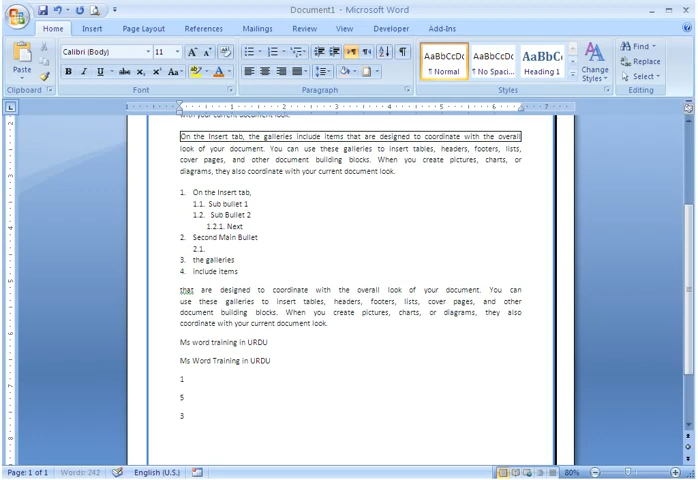 Document1 - Microsoft Word
Home Insert Page Layout References Mailings Review View Developer Add-Ins
Calibri (Body) 11
Paste
B I U abc x₂ x² Aa
AaBbCcDc AaBbCcDc AaBbC
¶ Normal ¶ No Spaci... Heading 1
Change Styles
Find
Replace
Select
Clipboard Font Paragraph Styles Editing
with your current document look.
On the Insert tab, the galleries include items that are designed to coordinate with the overall
look of your document. You can use these galleries to insert tables, headers, footers, lists,
cover pages, and other document building blocks. When you create pictures, charts, or
diagrams, they also coordinate with your current document look.
1. On the Insert tab,
1.1. Sub bullet 1
1.2. Sub Bullet 2
1.2.1. Next
2. Second Main Bullet
2.1.
3. the galleries
4. include items
that are designed to coordinate with the overall look of your document. You can
use these galleries to insert tables, headers, footers, lists, cover pages, and other
document building blocks. When you create pictures, charts, or diagrams, they also
coordinate with your current document look.
Ms word training in URDU
Ms Word Training in URDU
1
5
3
Page: 1 of 1 Words: 242 English (U.S.) 80%